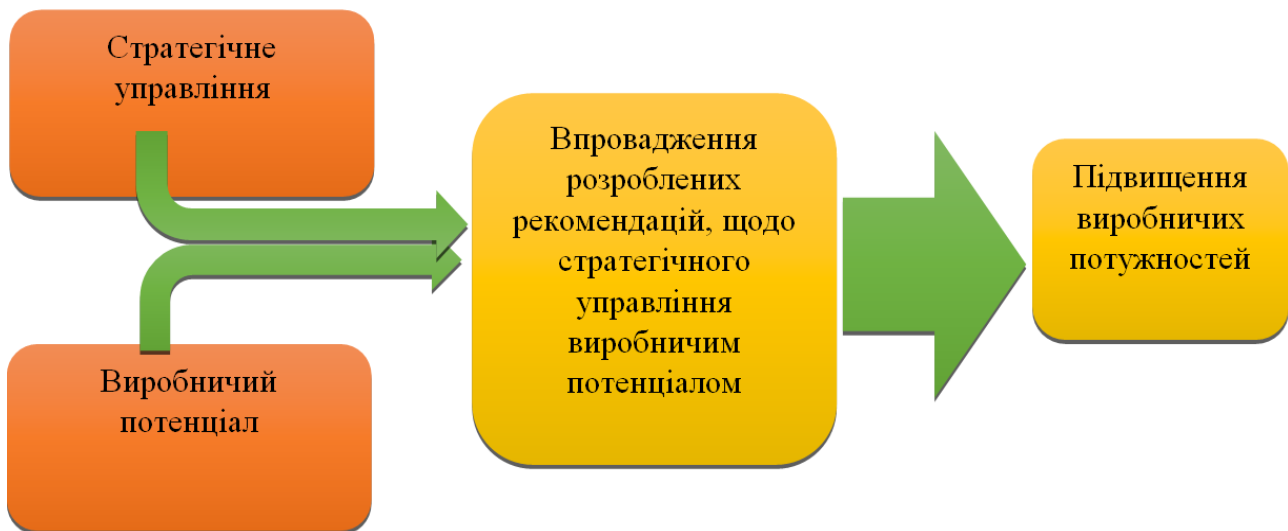 Стратегічне
управління
Виробничий
потенціал
Впровадження
розроблених
рекомендацій, щодо
стратегічного
управління
виробничим
потенціалом
Підвищення
виробничих
потужностей